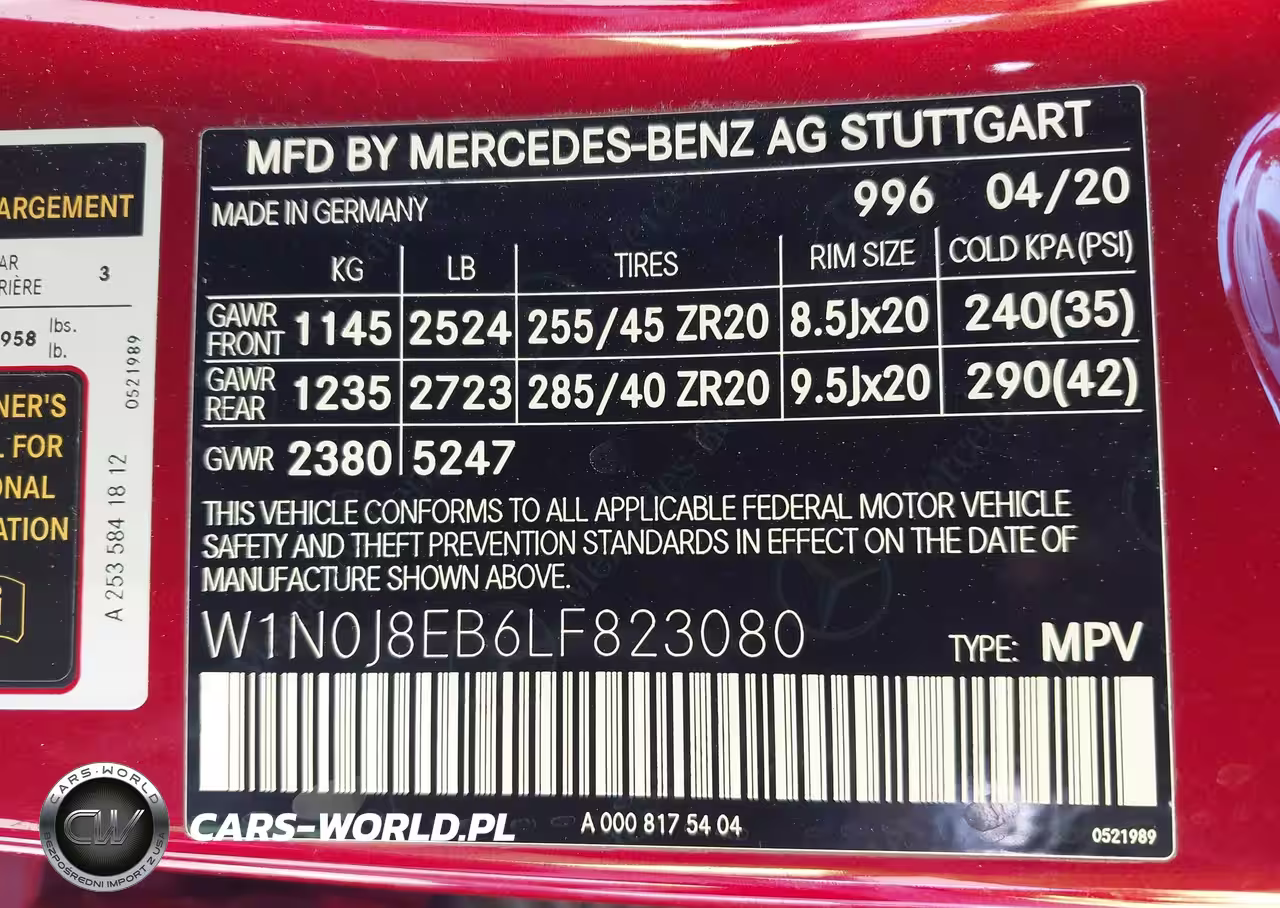 MFD BY MERCEDES-BENZ AG STUTTGART
MADE IN GERMANY 996 04/20
KG LB TIRES RIM SIZE COLD KPA (PSI)
GAWR FRONT 1145 2524 255/45 ZR20 8.5Jx20 240(35)
GAWR REAR 1235 2723 285/40 ZR20 9.5Jx20 290(42)
GVWR 2380 5247
THIS VEHICLE CONFORMS TO ALL APPLICABLE FEDERAL MOTOR VEHICLE
SAFETY AND THEFT PREVENTION STANDARDS IN EFFECT ON THE DATE OF
MANUFACTURE SHOWN ABOVE.
W1N0J8EB6LF823080 TYPE: MPV
A 000 817 54 04 0521989
ARGEMENT
AR
RIÈRE 3
958 lbs.
lb.
NER'S
L FOR
ONAL
ATION
i
0521989
A 253 584 18 12
CARS-WORLD
CW
BEZPOŚREDNI IMPORT Z USA
CARS-WORLD.PL